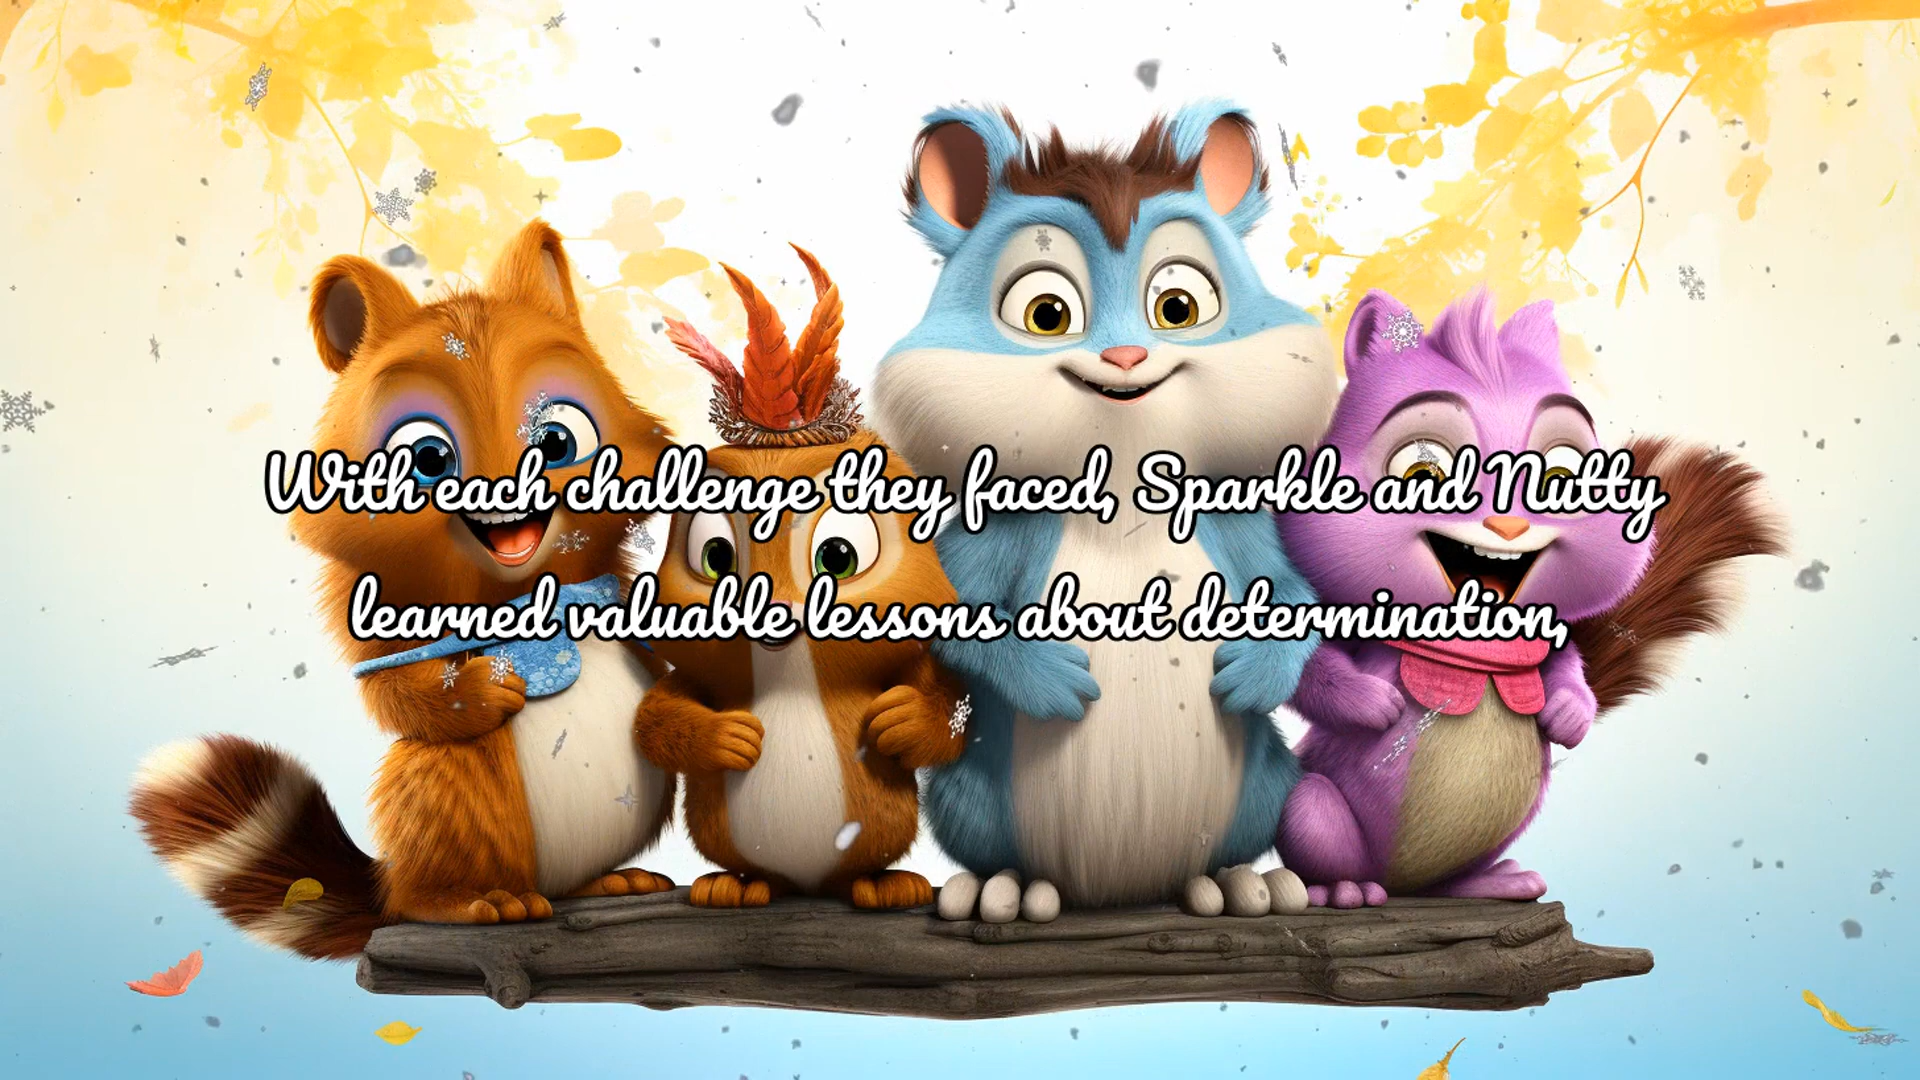 With each challenge they faced, Sparkle and Nutty
learned valuable lessons about determination,